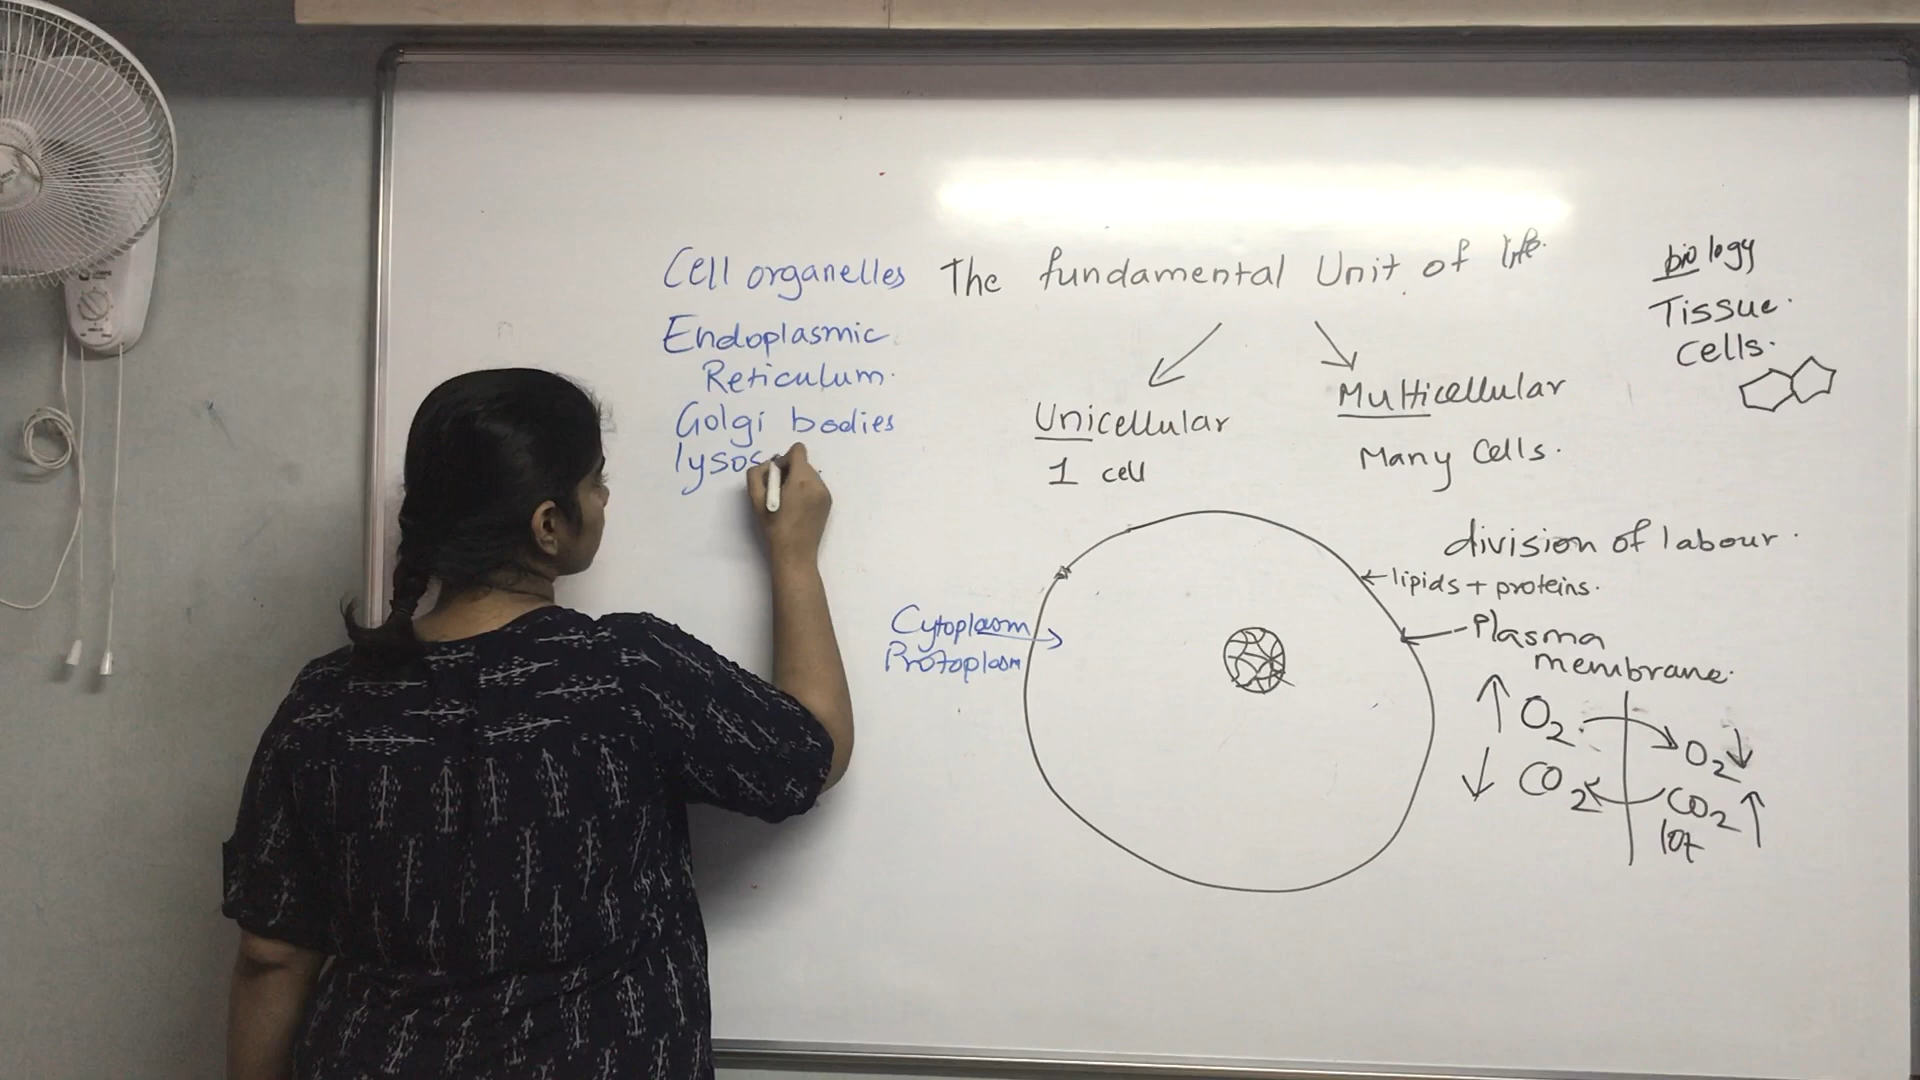 Cell organelles
Endoplasmic
Reticulum.
Golgi bodies
lysos
The fundamental Unit of life.
Unicellular
1 cell
Multicellular
Many Cells.
biology
Tissue.
Cells.
division of labour.
lipids + proteins.
Plasma
membrane.
Cytoplasm
Protoplasm
↑ O2
O2 ↓
↓ CO2
CO2 ↑